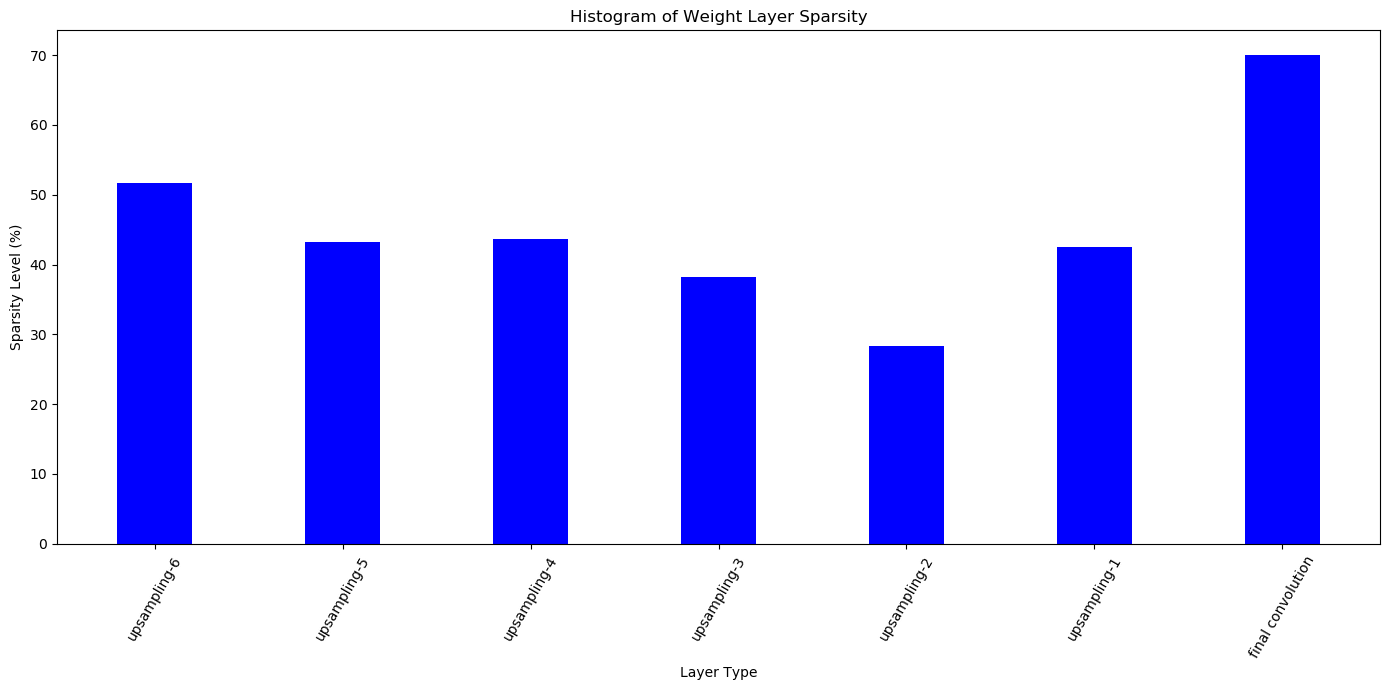 Histogram of Weight Layer Sparsity
Sparsity Level (%)
70
60
50
40
30
20
10
0
upsampling-6
upsampling-5
upsampling-4
upsampling-3
upsampling-2
upsampling-1
final convolution
Layer Type